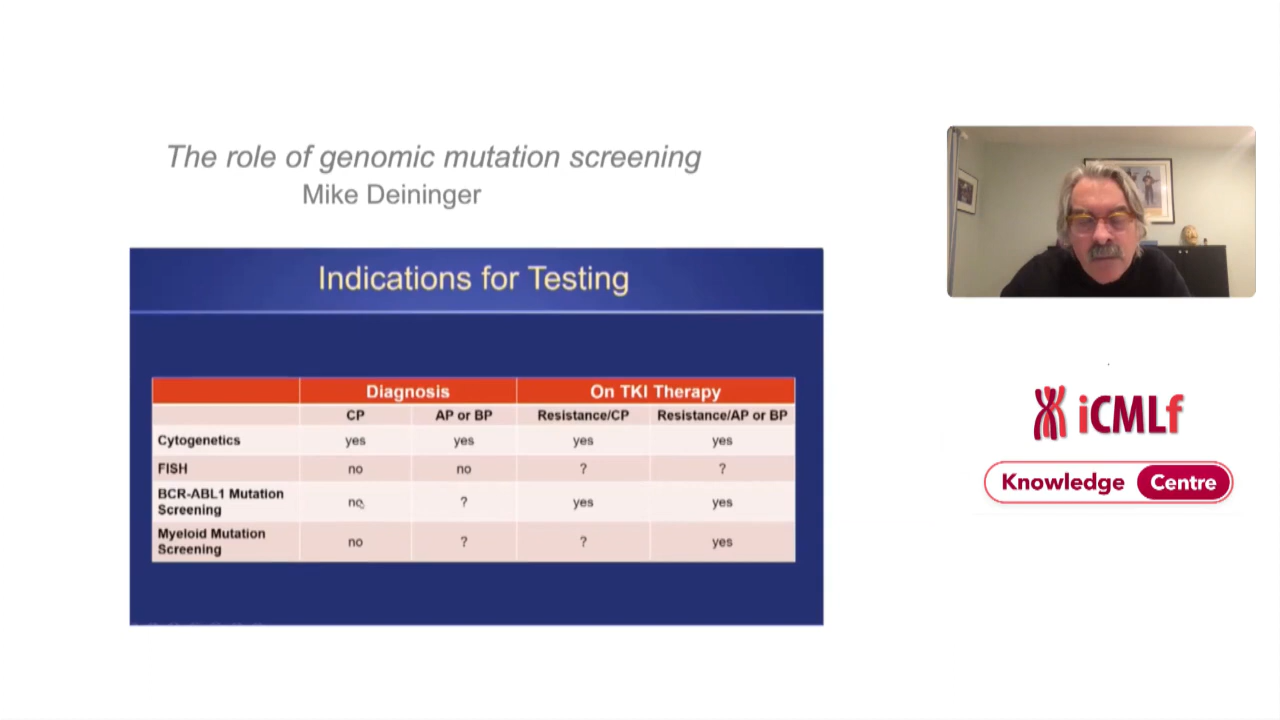 The role of genomic mutation screening
Mike Deininger
Indications for Testing
Diagnosis On TKI Therapy
CP AP or BP Resistance/CP Resistance/AP or BP
Cytogenetics yes yes yes yes
FISH no no ? ?
BCR-ABL1 Mutation Screening no ? yes yes
Myeloid Mutation Screening no ? ? yes
iCMLf
Knowledge Centre